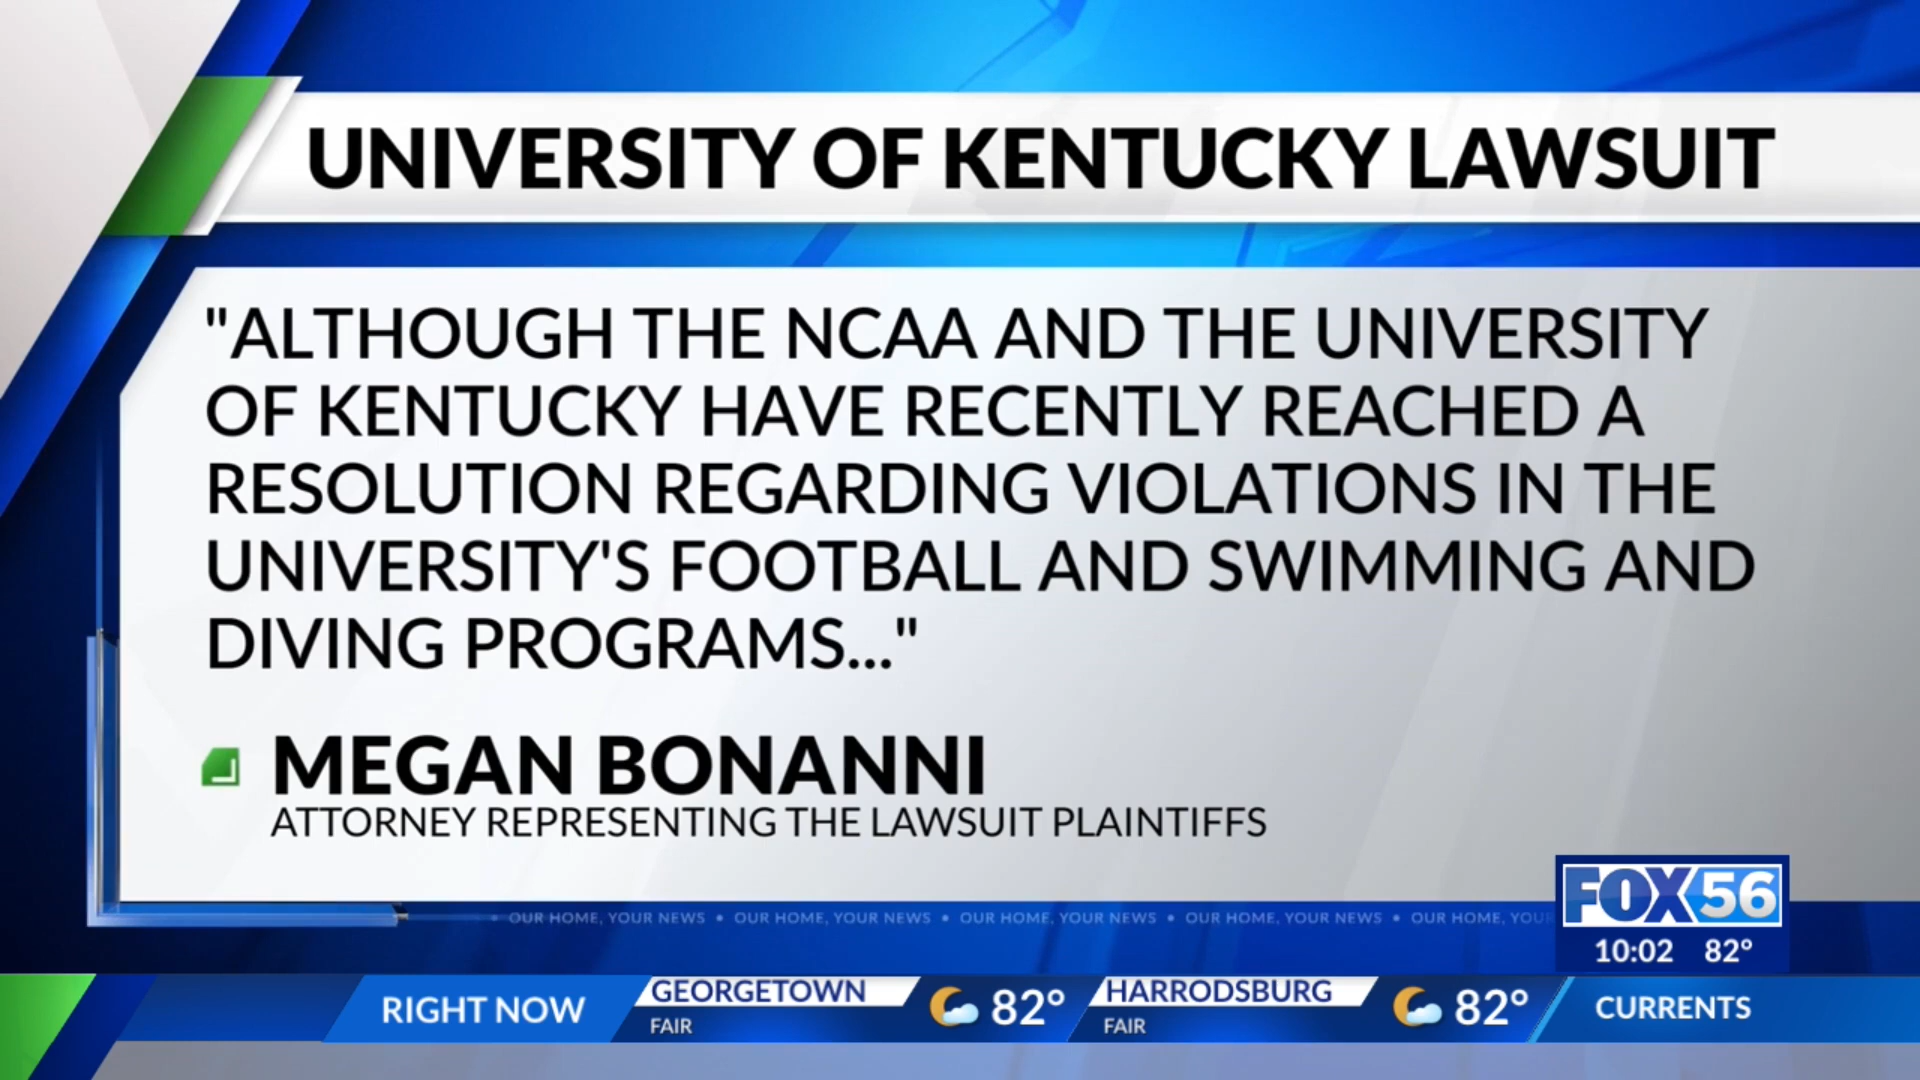 UNIVERSITY OF KENTUCKY LAWSUIT
"ALTHOUGH THE NCAA AND THE UNIVERSITY
OF KENTUCKY HAVE RECENTLY REACHED A
RESOLUTION REGARDING VIOLATIONS IN THE
UNIVERSITY'S FOOTBALL AND SWIMMING AND
DIVING PROGRAMS..."
MEGAN BONANNI
ATTORNEY REPRESENTING THE LAWSUIT PLAINTIFFS
• OUR HOME, YOUR NEWS • OUR HOME, YOUR NEWS • OUR HOME, YOUR NEWS • OUR HOME, YOUR NEWS • OUR HOME, YOU
FOX 56
10:02 82°
RIGHT NOW
GEORGETOWN
FAIR
82°
HARRODSBURG
FAIR
82°
CURRENTS